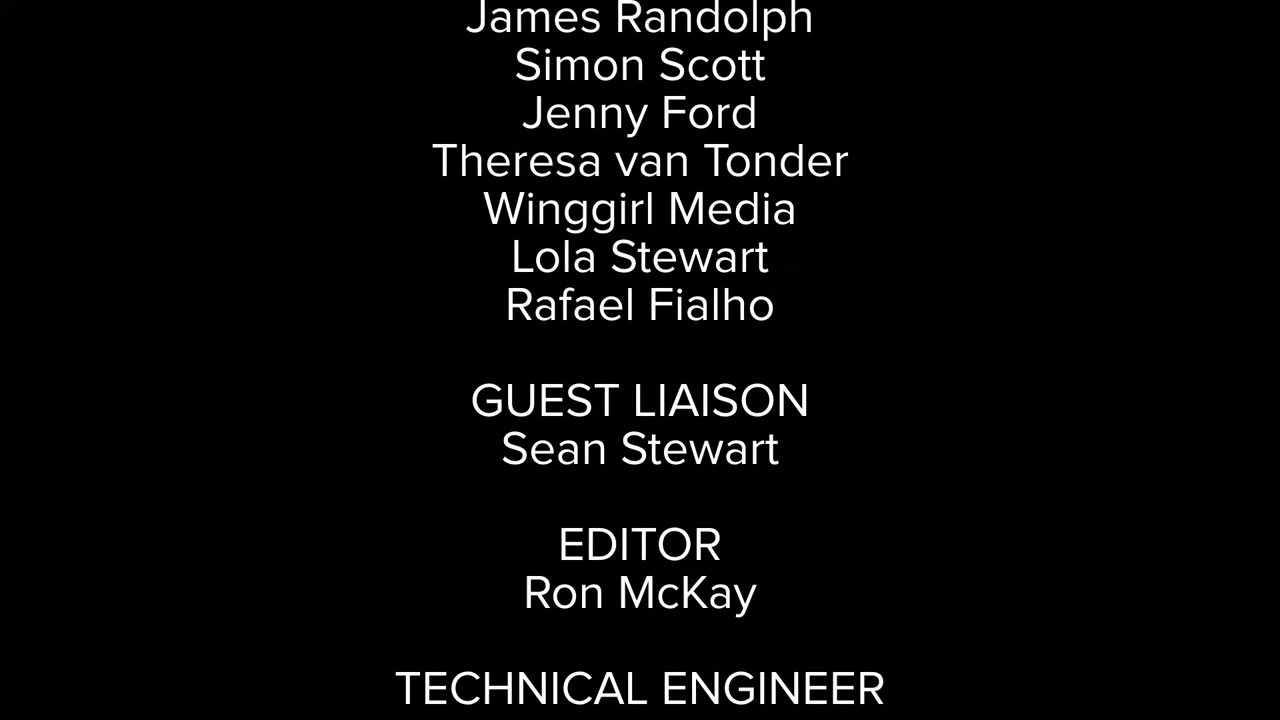 James Randolph
Simon Scott
Jenny Ford
Theresa van Tonder
Winggirl Media
Lola Stewart
Rafael Fialho
GUEST LIAISON
Sean Stewart
EDITOR
Ron McKay
TECHNICAL ENGINEER